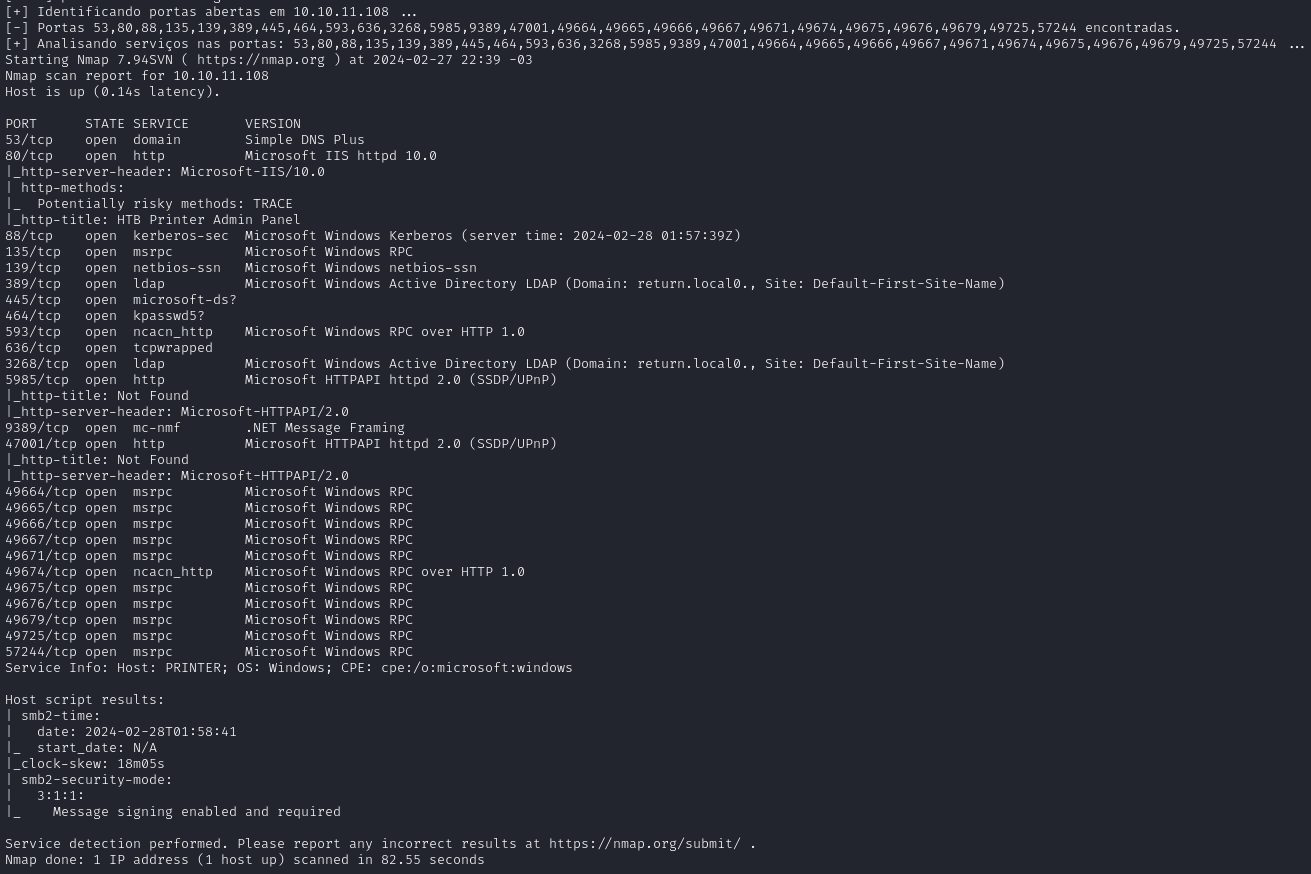 [+] Identificando portas abertas em 10.10.11.108 ...
[-] Portas 53,80,88,135,139,389,445,464,593,636,3268,5985,9389,47001,49664,49665,49666,49667,49671,49674,49675,49676,49679,49725,57244 encontradas.
[+] Analisando serviços nas portas: 53,80,88,135,139,389,445,464,593,636,3268,5985,9389,47001,49664,49665,49666,49667,49671,49674,49675,49676,49679,49725,57244 ...
Starting Nmap 7.94SVN ( https://nmap.org ) at 2024-02-27 22:39 -03
Nmap scan report for 10.10.11.108
Host is up (0.14s latency).

PORT      STATE SERVICE       VERSION
53/tcp    open  domain        Simple DNS Plus
80/tcp    open  http          Microsoft IIS httpd 10.0
|_http-server-header: Microsoft-IIS/10.0
| http-methods:
|_  Potentially risky methods: TRACE
|_http-title: HTB Printer Admin Panel
88/tcp    open  kerberos-sec  Microsoft Windows Kerberos (server time: 2024-02-28 01:57:39Z)
135/tcp   open  msrpc         Microsoft Windows RPC
139/tcp   open  netbios-ssn   Microsoft Windows netbios-ssn
389/tcp   open  ldap          Microsoft Windows Active Directory LDAP (Domain: return.local0., Site: Default-First-Site-Name)
445/tcp   open  microsoft-ds?
464/tcp   open  kpasswd5?
593/tcp   open  ncacn_http    Microsoft Windows RPC over HTTP 1.0
636/tcp   open  tcpwrapped
3268/tcp  open  ldap          Microsoft Windows Active Directory LDAP (Domain: return.local0., Site: Default-First-Site-Name)
5985/tcp  open  http          Microsoft HTTPAPI httpd 2.0 (SSDP/UPnP)
|_http-title: Not Found
|_http-server-header: Microsoft-HTTPAPI/2.0
9389/tcp  open  mc-nmf        .NET Message Framing
47001/tcp open  http          Microsoft HTTPAPI httpd 2.0 (SSDP/UPnP)
|_http-title: Not Found
|_http-server-header: Microsoft-HTTPAPI/2.0
49664/tcp open  msrpc         Microsoft Windows RPC
49665/tcp open  msrpc         Microsoft Windows RPC
49666/tcp open  msrpc         Microsoft Windows RPC
49667/tcp open  msrpc         Microsoft Windows RPC
49671/tcp open  msrpc         Microsoft Windows RPC
49674/tcp open  ncacn_http    Microsoft Windows RPC over HTTP 1.0
49675/tcp open  msrpc         Microsoft Windows RPC
49676/tcp open  msrpc         Microsoft Windows RPC
49679/tcp open  msrpc         Microsoft Windows RPC
49725/tcp open  msrpc         Microsoft Windows RPC
57244/tcp open  msrpc         Microsoft Windows RPC
Service Info: Host: PRINTER; OS: Windows; CPE: cpe:/o:microsoft:windows

Host script results:
| smb2-time:
|   date: 2024-02-28T01:58:41
|_  start_date: N/A
|_clock-skew: 18m05s
| smb2-security-mode:
|   3:1:1:
|_    Message signing enabled and required

Service detection performed. Please report any incorrect results at https://nmap.org/submit/ .
Nmap done: 1 IP address (1 host up) scanned in 82.55 seconds